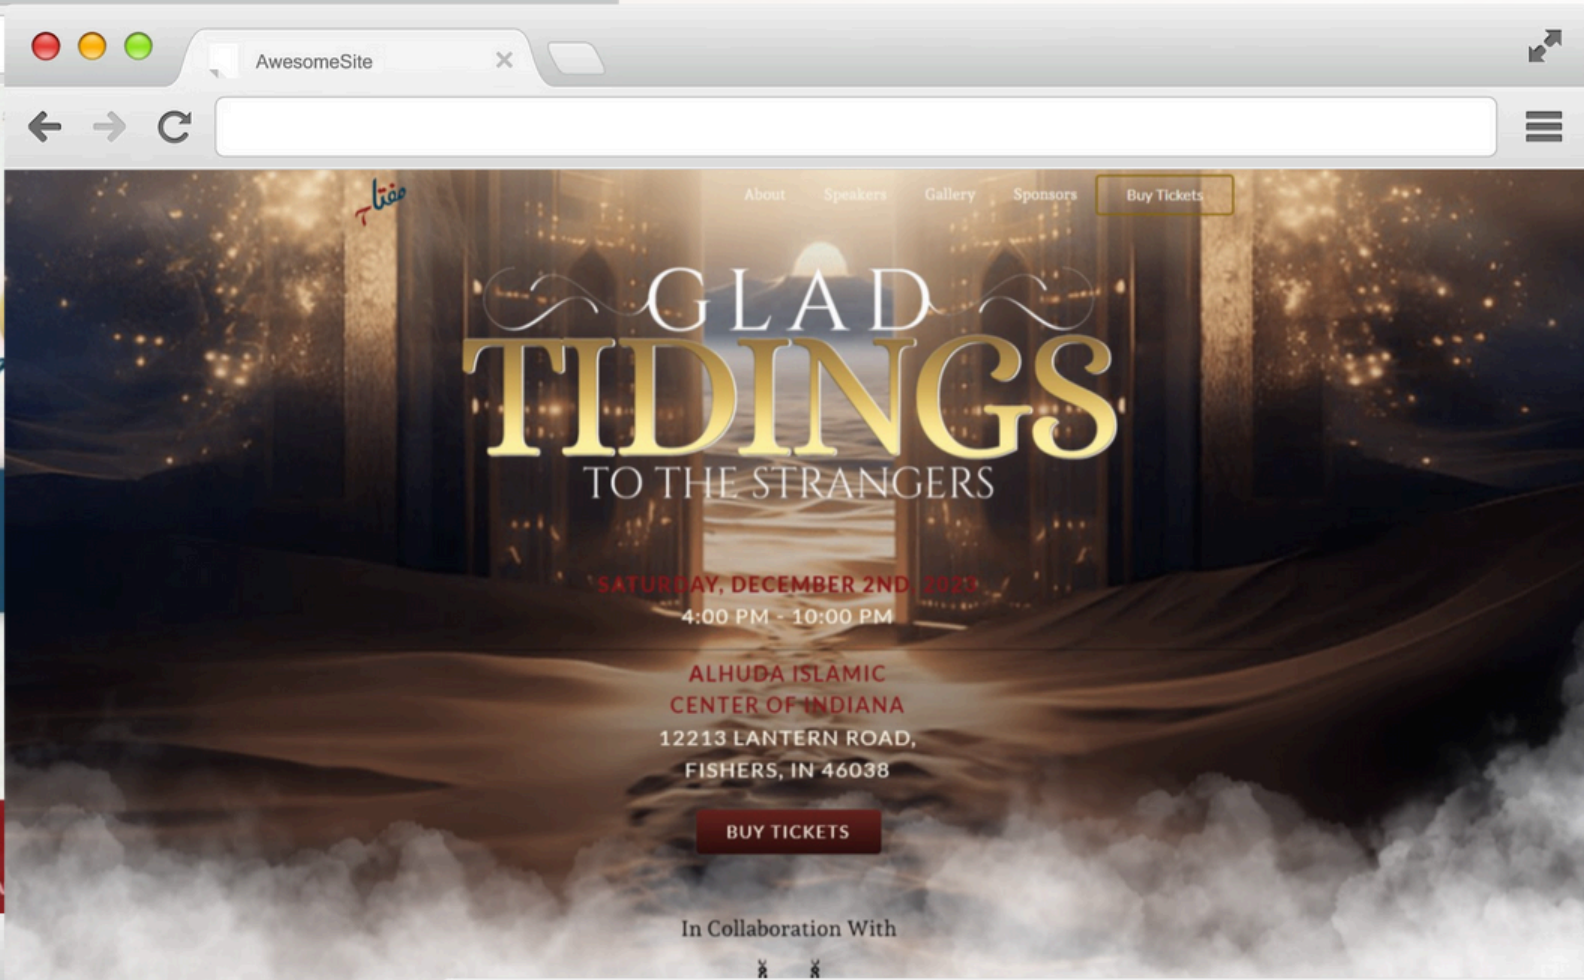 AwesomeSite
مفتاح
About Speakers Gallery Sponsors Buy Tickets
GLAD
TIDINGS
TO THE STRANGERS
SATURDAY, DECEMBER 2ND, 2023
4:00 PM - 10:00 PM
ALHUDA ISLAMIC
CENTER OF INDIANA
12213 LANTERN ROAD,
FISHERS, IN 46038
BUY TICKETS
In Collaboration With